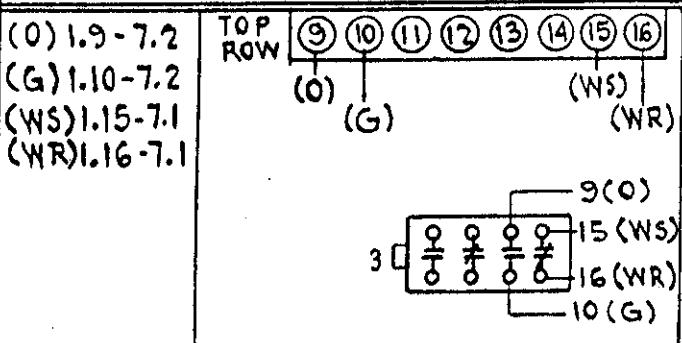 (O) 1.9-7.2
(G) 1.10-7.2
(WS) 1.15-7.1
(WR) 1.16-7.1
TOP ROW 9 10 11 12 13 14 15 16
(O) (WS)
(G) (WR)
9(O)
15 (WS)
3
16 (WR)
10 (G)